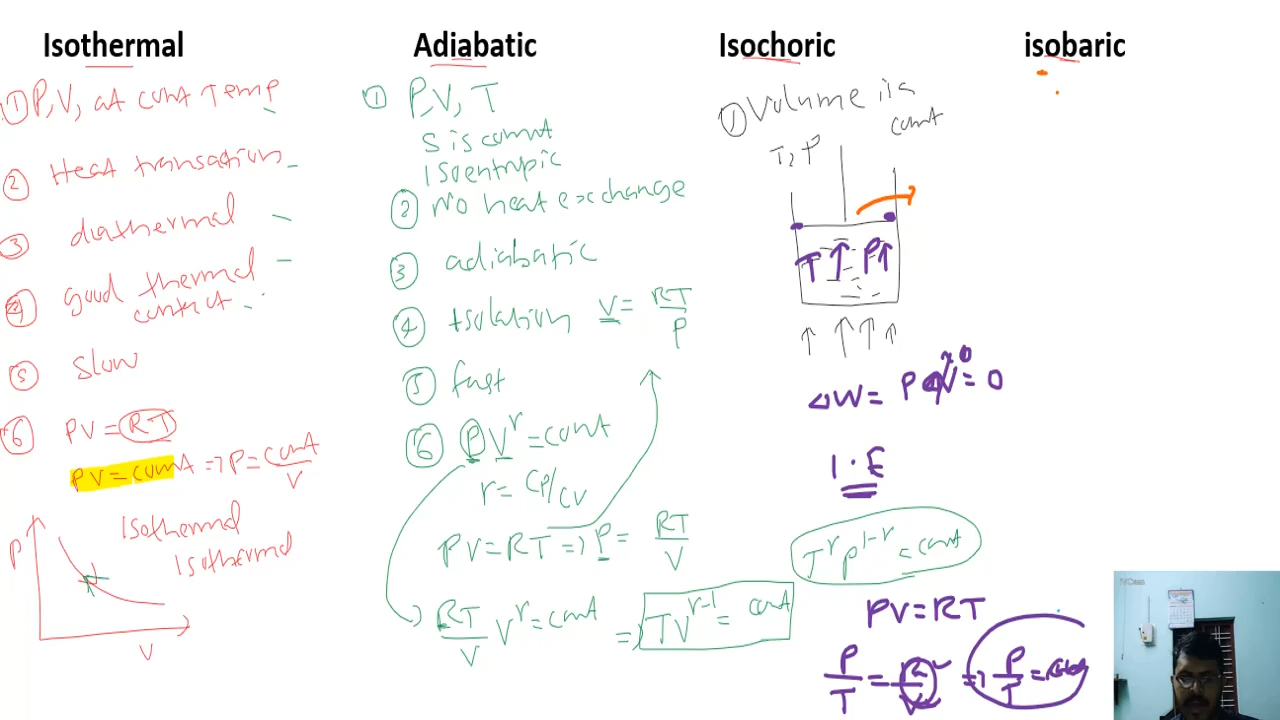 Isothermal
① P, V, at const Temp
② Heat transaction
③ diathermal
④ good thermal
contact
⑤ Slow
⑥ PV = RT
PV = const => P = const/V
Isothermal
Isothermal
P
V
Adiabatic
① P, V, T
S is const
Isoentropic
② No heat exchange
③ adiabatic
④ Isolation V = RT/P
⑤ fast
⑥ PV^r = const
r = CP/CV
PV = RT => P = RT/V
RT/V V^r = const => TV^r-1 = const
Isochoric
① Volume is
const
T, P
T↑ P↑
ΔW = PdV = 0
0
I.E
T^r P^1-r = const
PV = RT
P/T = R/V => P/T = const
isobaric